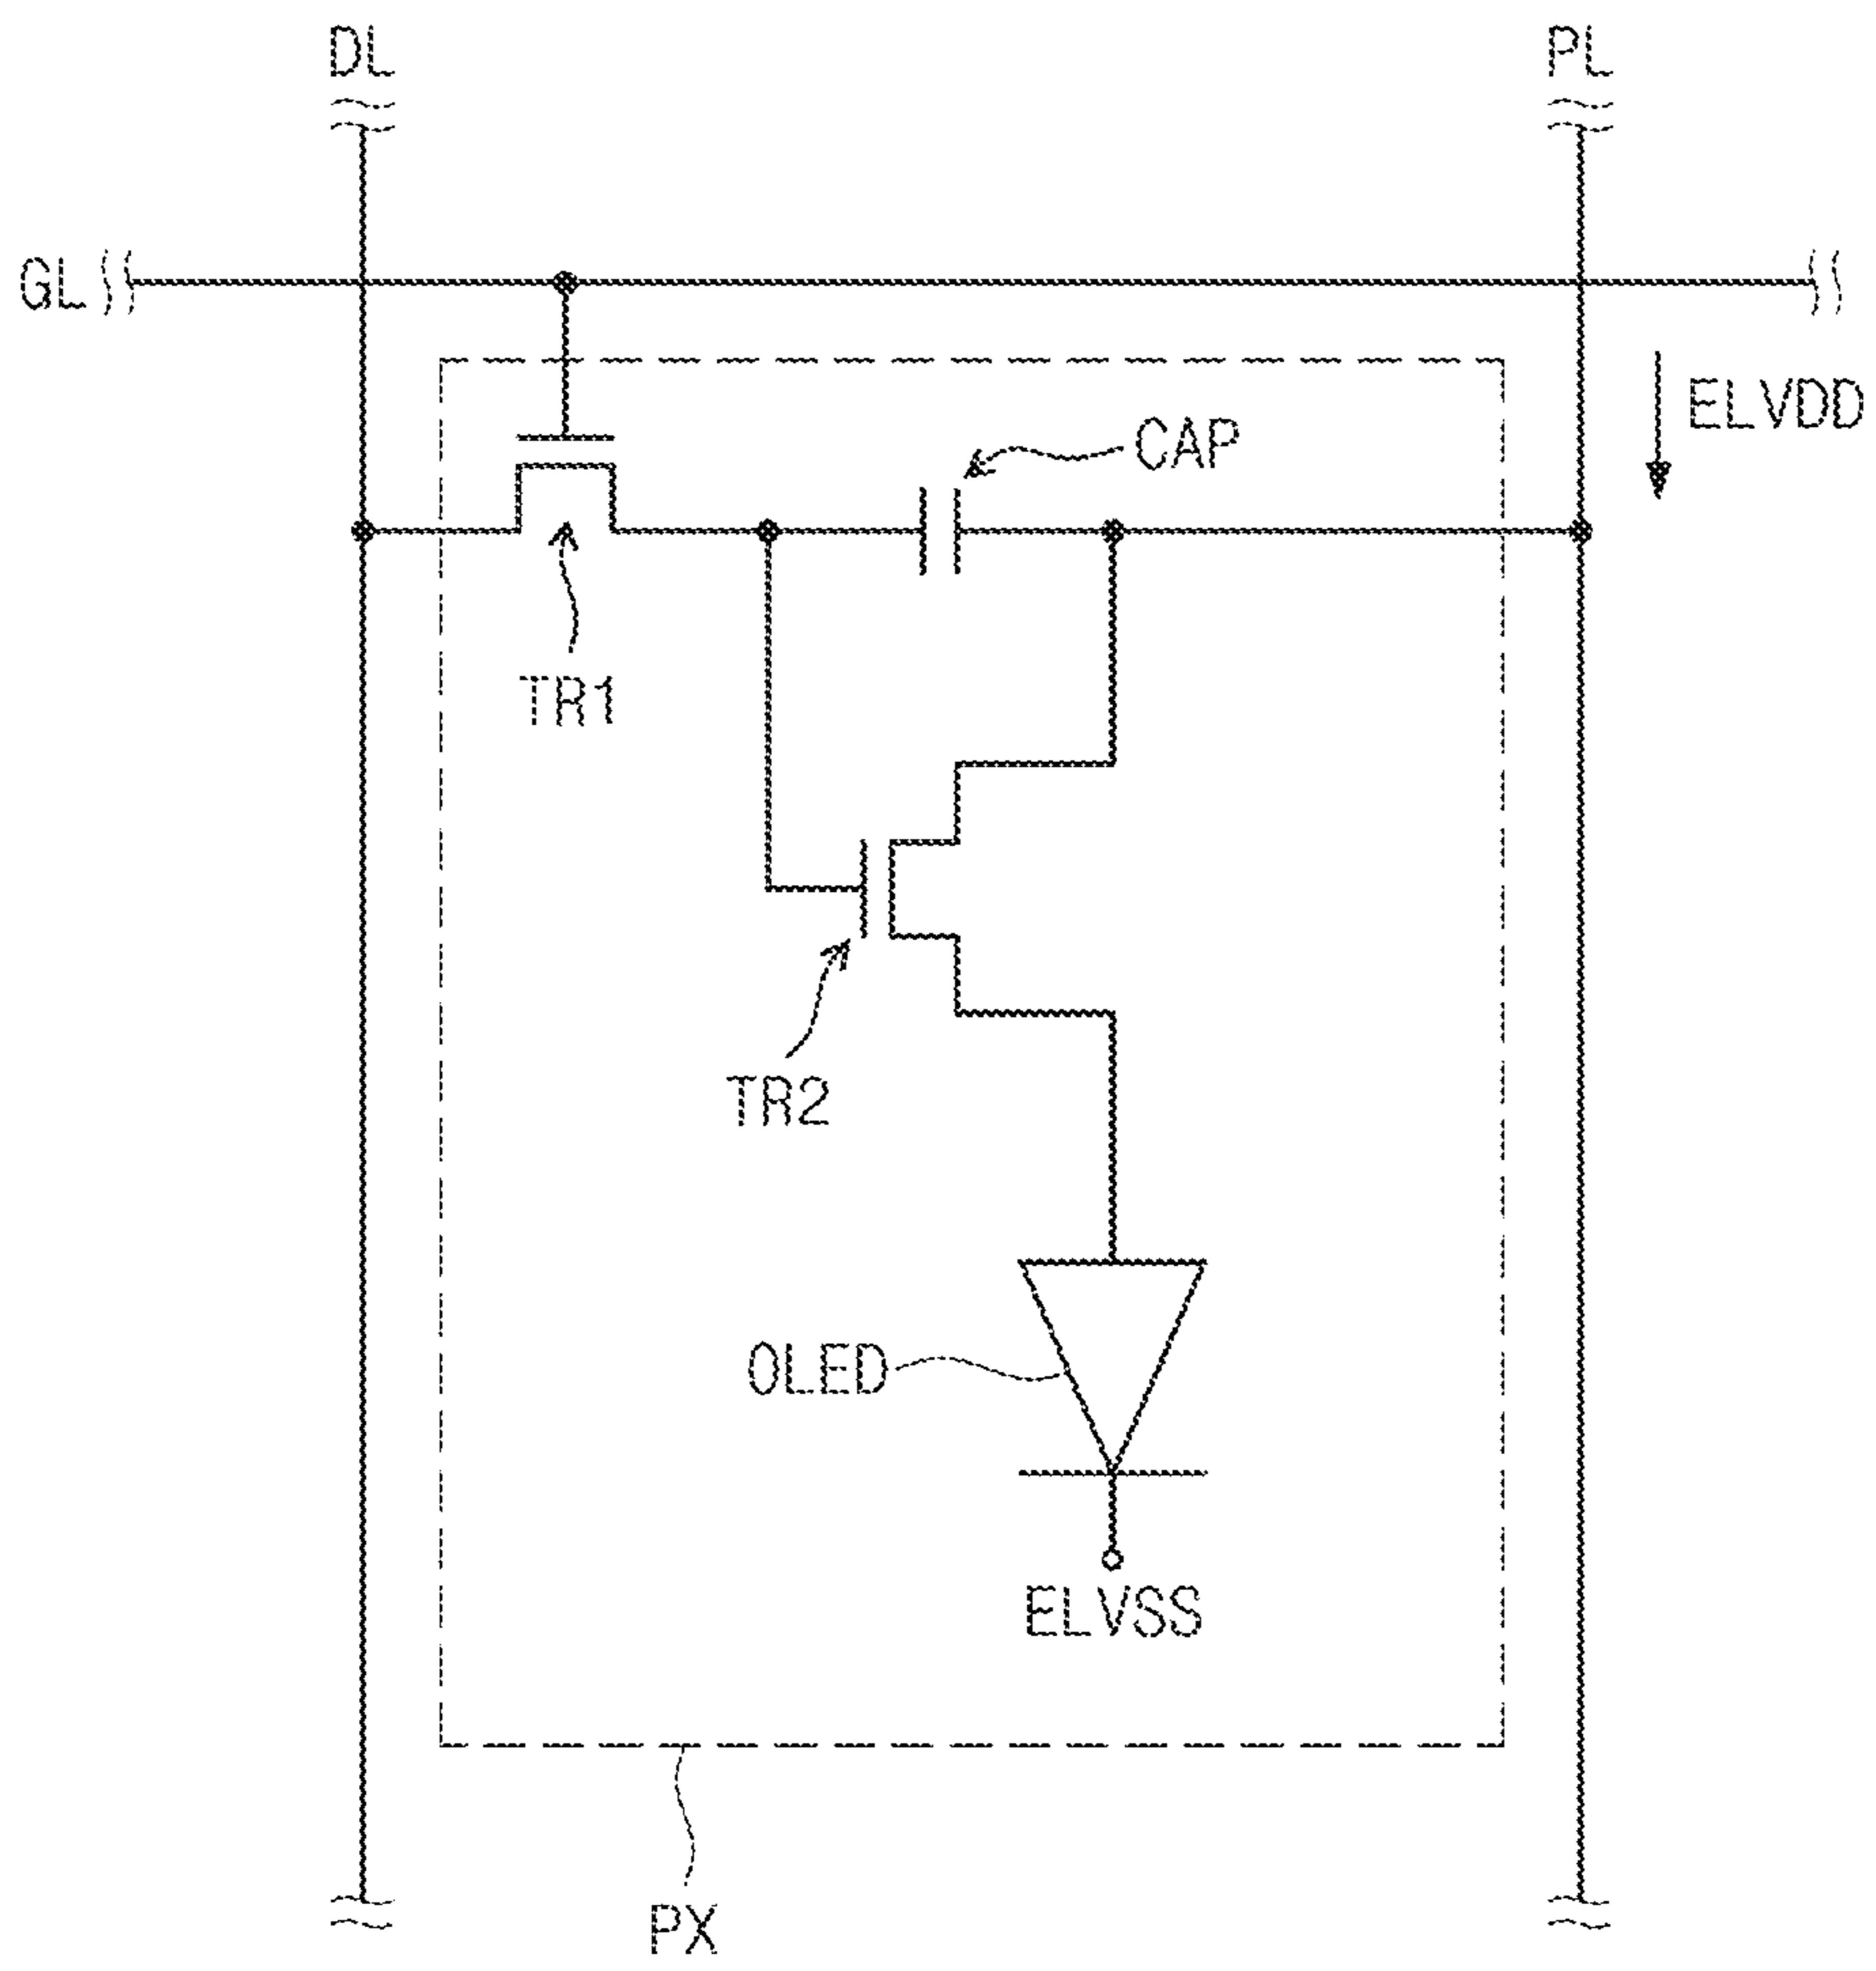 DL
PL
GL
ELVDD
CAP
TR1
TR2
OLED
ELVSS
PX